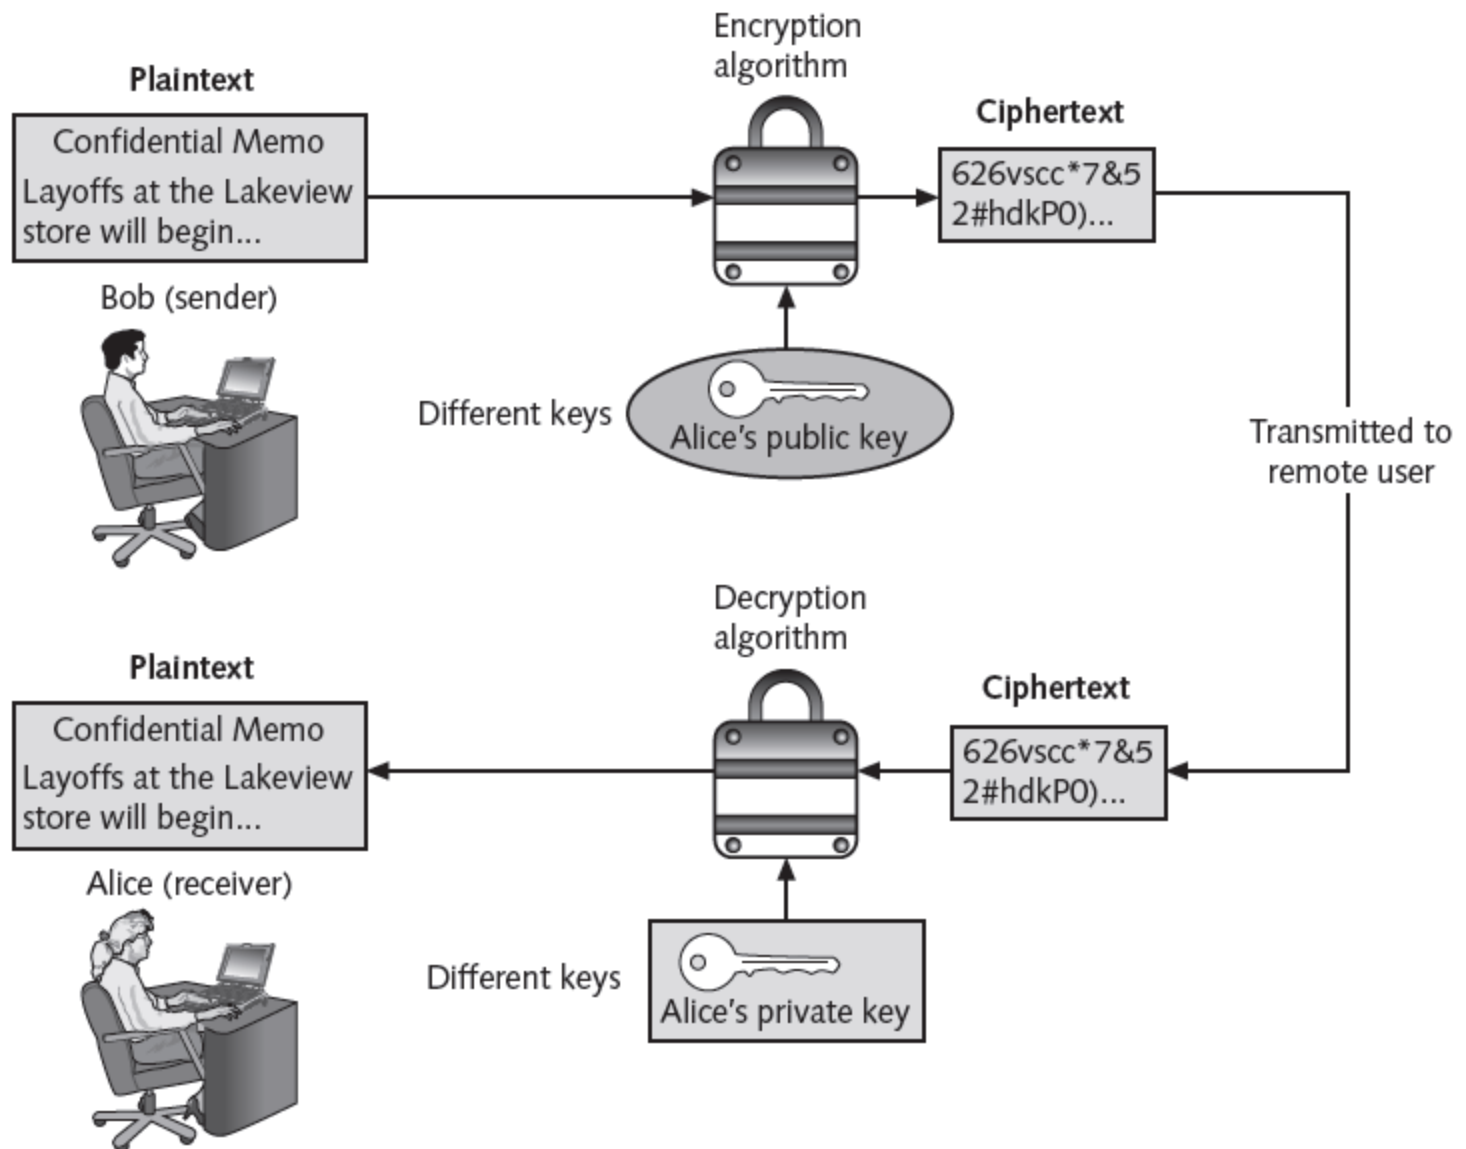 Encryption
algorithm
Plaintext
Ciphertext
Confidential Memo
Layoffs at the Lakeview
store will begin...
626vscc*7&5
2#hdkP0)...
Bob (sender)
Different keys
Alice's public key
Transmitted to
remote user
Decryption
algorithm
Plaintext
Ciphertext
Confidential Memo
Layoffs at the Lakeview
store will begin...
626vscc*7&5
2#hdkP0)...
Alice (receiver)
Different keys
Alice's private key